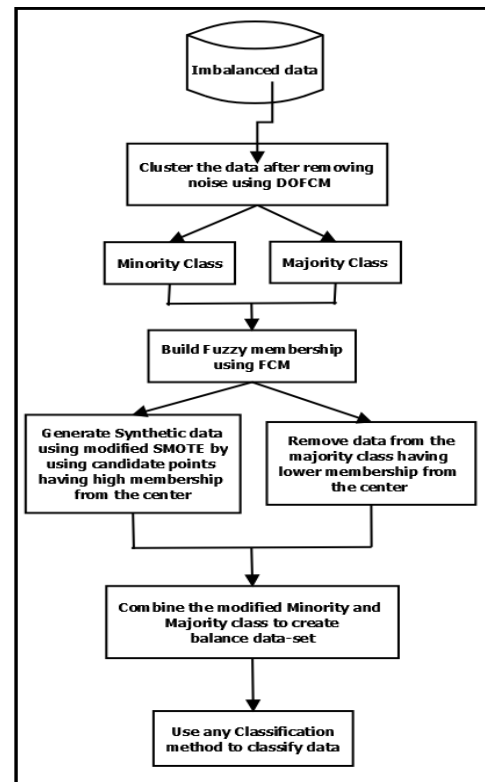 Imbalanced data
Cluster the data after removing
noise using DOFCM
Minority Class
Majority Class
Build Fuzzy membership
using FCM
Generate Synthetic data
using modified SMOTE by
using candidate points
having high membership
from the center
Remove data from the
majority class having
lower membership from
the center
Combine the modified Minority and
Majority class to create
balance data-set
Use any Classification
method to classify data